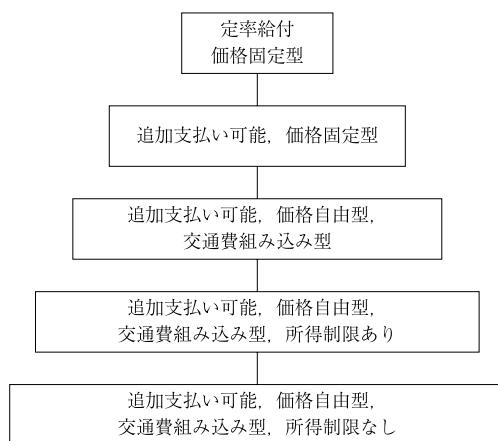 定率給付
価格固定型
追加支払い可能，価格固定型
追加支払い可能，価格自由型，
交通費組み込み型
追加支払い可能，価格自由型，
交通費組み込み型，所得制限あり
追加支払い可能，価格自由型，
交通費組み込み型，所得制限なし